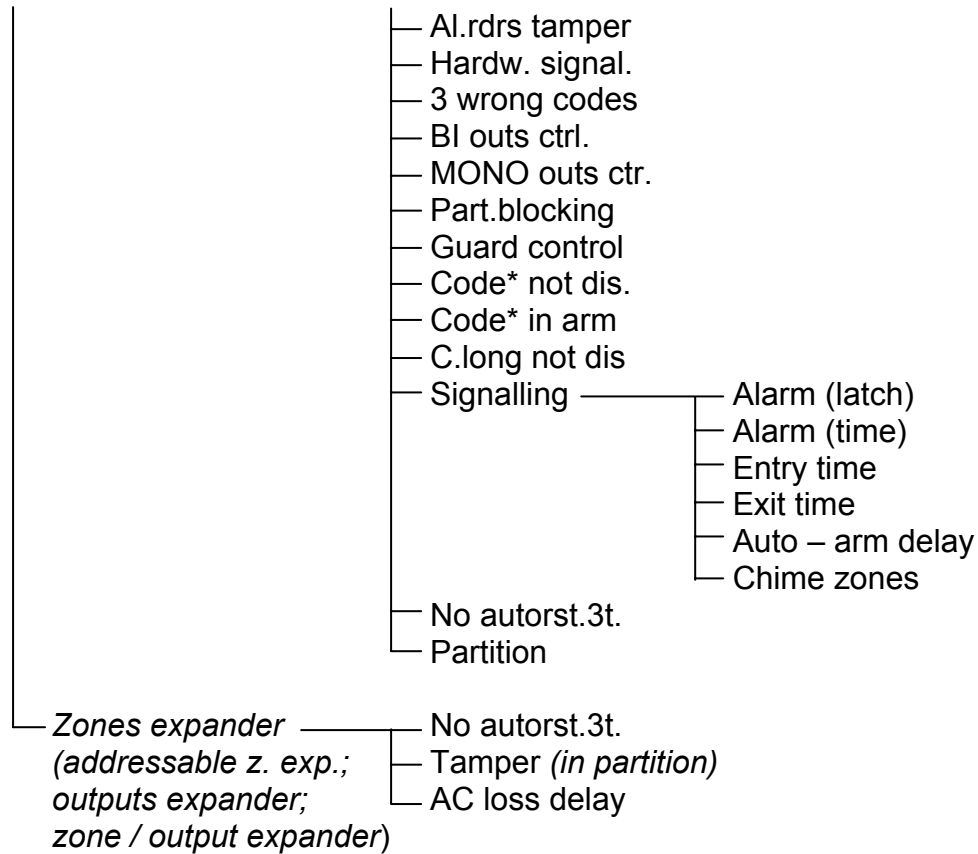 Al.rdrs tamper
Hardw. signal.
3 wrong codes
BI outs ctrl.
MONO outs ctr.
Part.blocking
Guard control
Code* not dis.
Code* in arm
C.long not dis
Signalling
Alarm (latch)
Alarm (time)
Entry time
Exit time
Auto – arm delay
Chime zones
No autorst.3t.
Partition
Zones expander
(addressable z. exp.;
outputs expander;
zone / output expander)
No autorst.3t.
Tamper (in partition)
AC loss delay